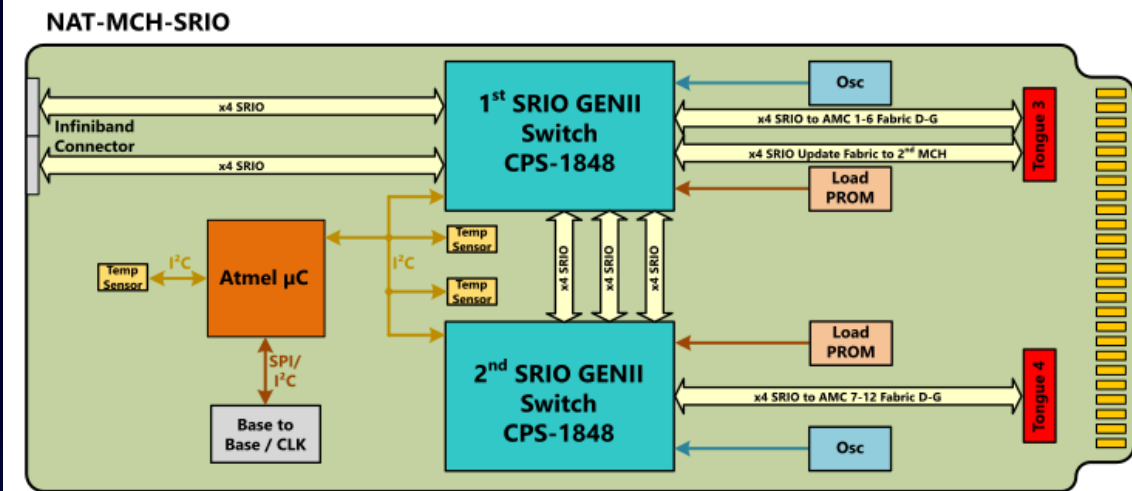 NAT-MCH-SRIO
x4 SRIO
Infiniband
Connector
x4 SRIO
1st SRIO GENII
Switch
CPS-1848
Osc
x4 SRIO to AMC 1-6 Fabric D-G
x4 SRIO Update Fabric to 2nd MCH
Tongue 3
Load
PROM
Temp
Sensor
I²C
Atmel µC
Temp
Sensor
I²C
Temp
Sensor
x4 SRIO
x4 SRIO
x4 SRIO
SPI/
I²C
Base to
Base / CLK
2nd SRIO GENII
Switch
CPS-1848
Load
PROM
x4 SRIO to AMC 7-12 Fabric D-G
Tongue 4
Osc